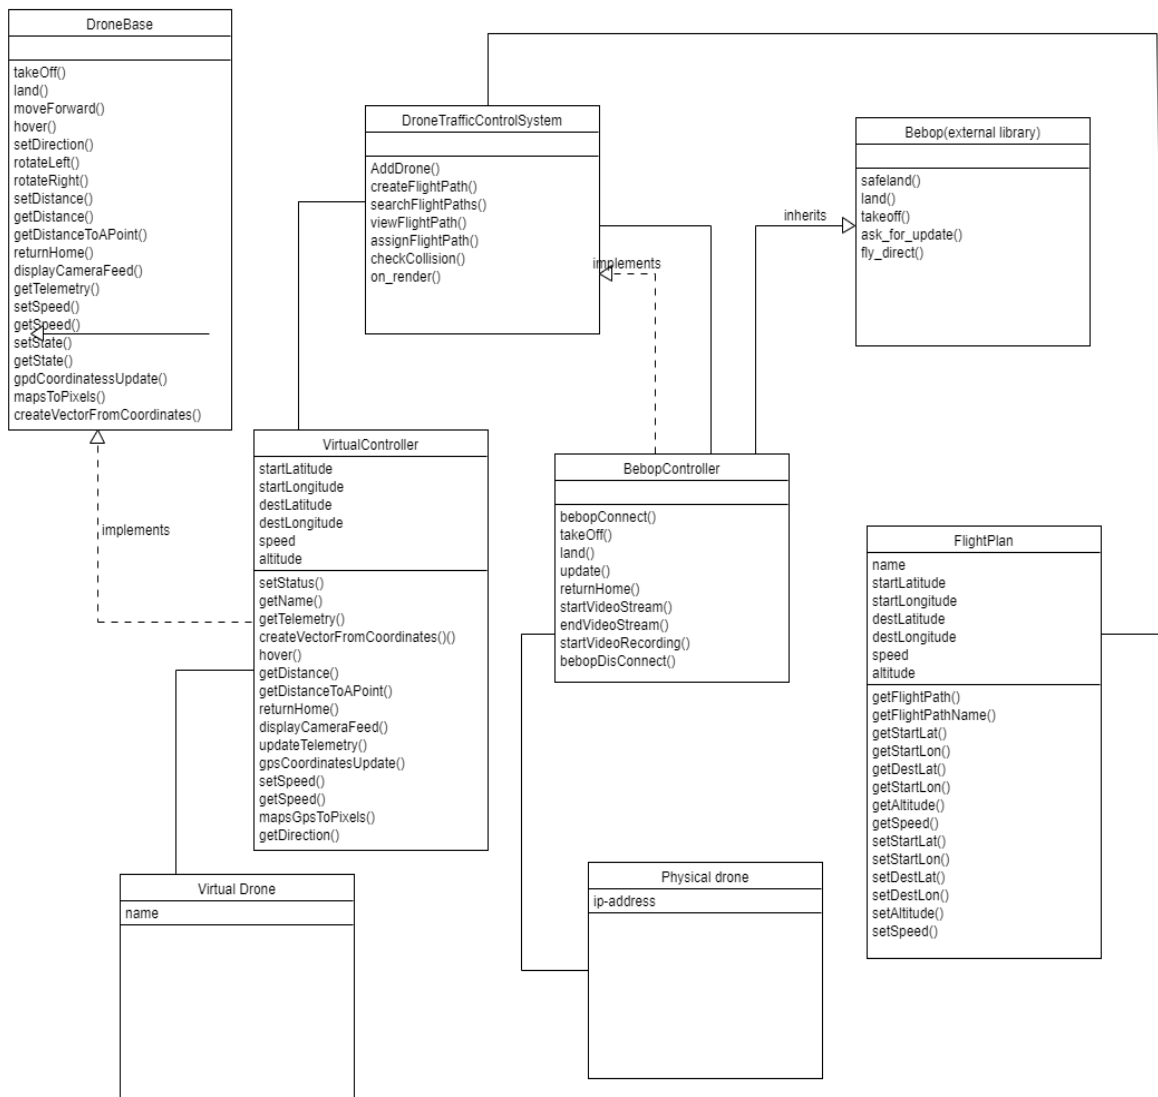 DroneBase
takeOff()
land()
moveForward()
hover()
setDirection()
rotateLeft()
rotateRight()
setDistance()
getDistance()
getDistanceToAPoint()
returnHome()
displayCameraFeed()
getTelemetry()
setSpeed()
getSpeed()
setState()
getState()
gpdCoordinatessUpdate()
mapsToPixels()
createVectorFromCoordinates()
DroneTrafficControlSystem
AddDrone()
createFlightPath()
searchFlightPaths()
viewFlightPath()
assignFlightPath()
checkCollision()
on_render()
Bebop(external library)
safeland()
land()
takeoff()
ask_for_update()
fly_direct()
inherits
implements
implements
VirtualController
startLatitude
startLongitude
destLatitude
destLongitude
speed
altitude
setStatus()
getName()
getTelemetry()
createVectorFromCoordinates()()
hover()
getDistance()
getDistanceToAPoint()
returnHome()
displayCameraFeed()
updateTelemetry()
gpsCoordinatesUpdate()
setSpeed()
getSpeed()
mapsGpsToPixels()
getDirection()
BebopController
bebopConnect()
takeOff()
land()
update()
returnHome()
startVideoStream()
endVideoStream()
startVideoRecording()
bebopDisConnect()
FlightPlan
name
startLatitude
startLongitude
destLatitude
destLongitude
speed
altitude
getFlightPath()
getFlightPathName()
getStartLat()
getStartLon()
getDestLat()
getStartLon()
getAltitude()
getSpeed()
setStartLat()
setStartLon()
setDestLat()
setDestLon()
setAltitude()
setSpeed()
Virtual Drone
name
Physical drone
ip-address